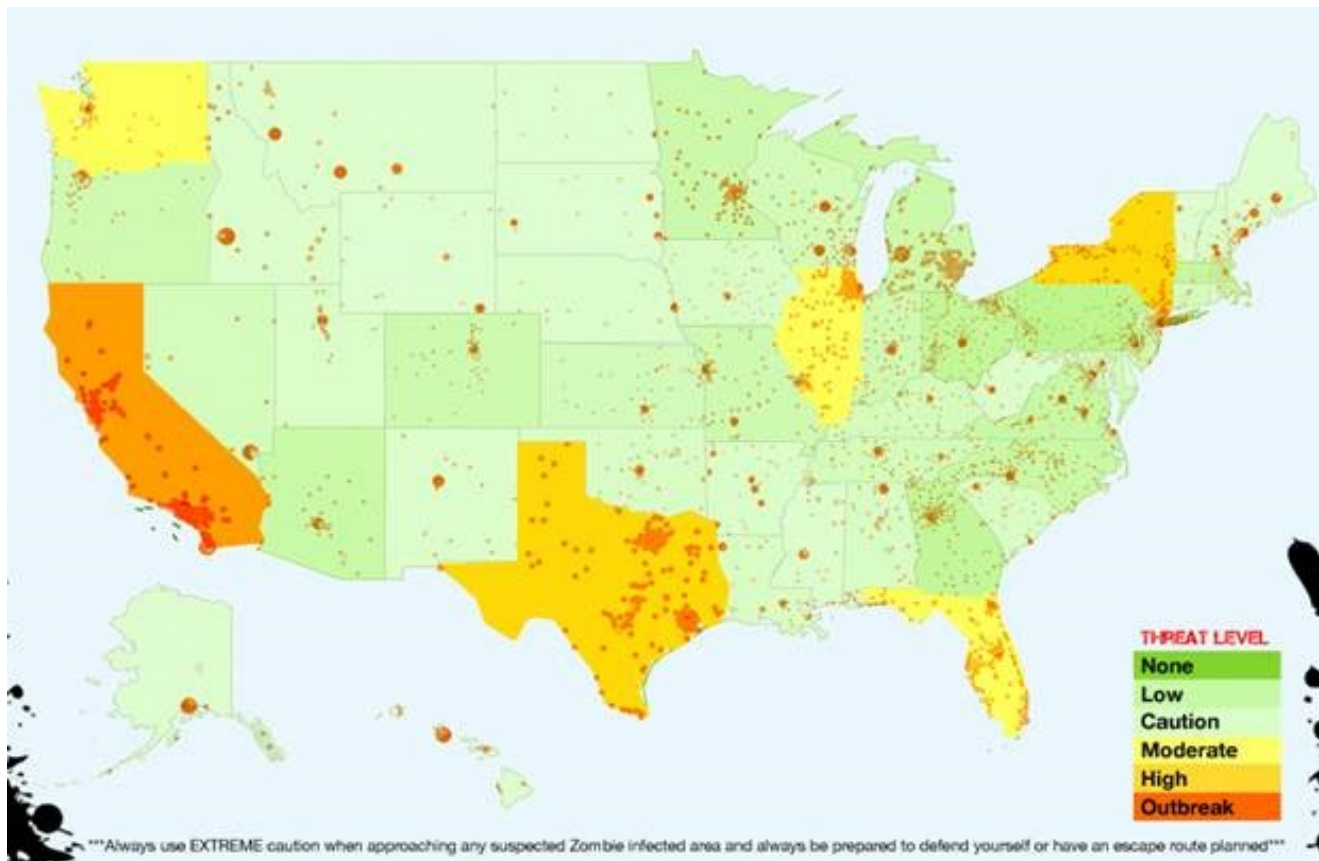 THREAT LEVEL
None
Low
Caution
Moderate
High
Outbreak
***Always use EXTREME caution when approaching any suspected Zombie infected area and always be prepared to defend yourself or have an escape route planned***